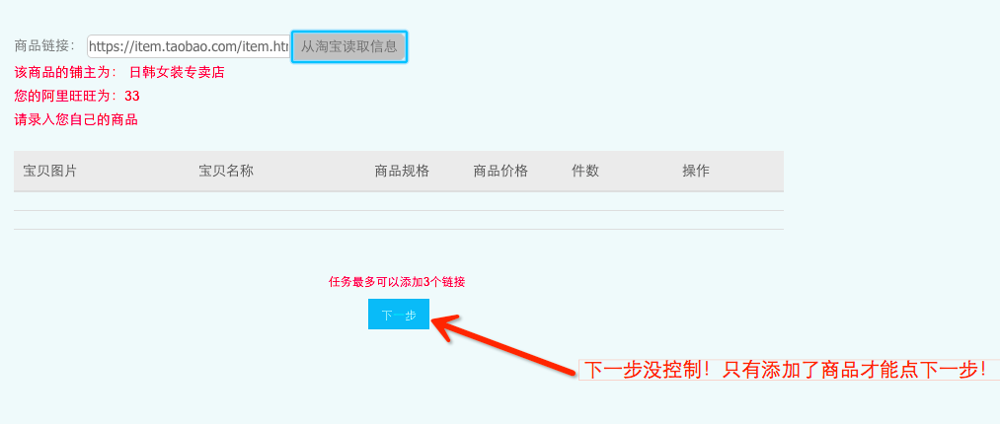 商品链接： https://item.taobao.com/item.ht 从淘宝读取信息
该商品的铺主为： 日韩女装专卖店
您的阿里旺旺为：33
请录入您自己的商品
宝贝图片 宝贝名称 商品规格 商品价格 件数 操作
任务最多可以添加3个链接
下一步
下一步没控制！只有添加了商品才能点下一步！